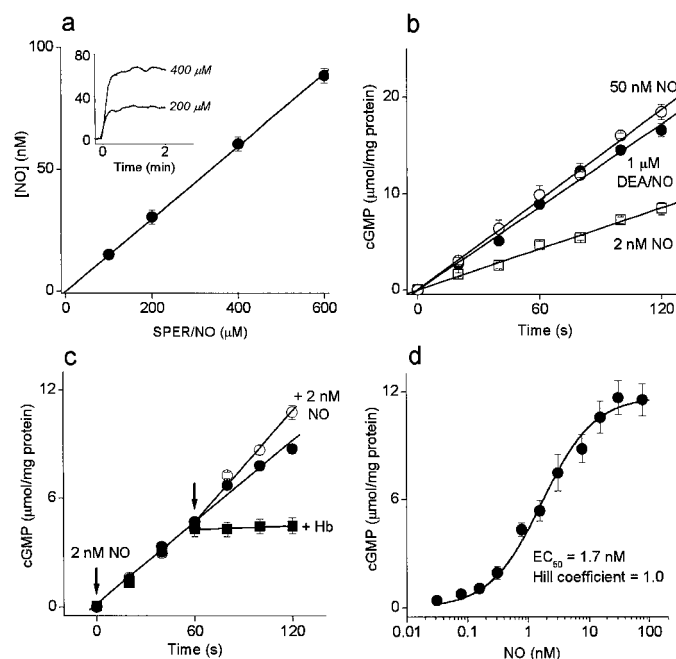 a
100
50
0
[NO] (nM)
80
40
0
400 μM
200 μM
0
2
Time (min)
0
200
400
600
SPER/NO (μM)
b
20
10
0
cGMP (μmol/mg protein)
50 nM NO
1 μM
DEA/NO
2 nM NO
0
60
120
Time (s)
c
12
6
0
cGMP (μmol/mg protein)
+ 2 nM
NO
+ Hb
2 nM NO
0
60
120
Time (s)
d
12
6
0
cGMP (μmol/mg protein)
EC50 = 1.7 nM
Hill coefficient = 1.0
0.01
0.1
1
10
100
NO (nM)